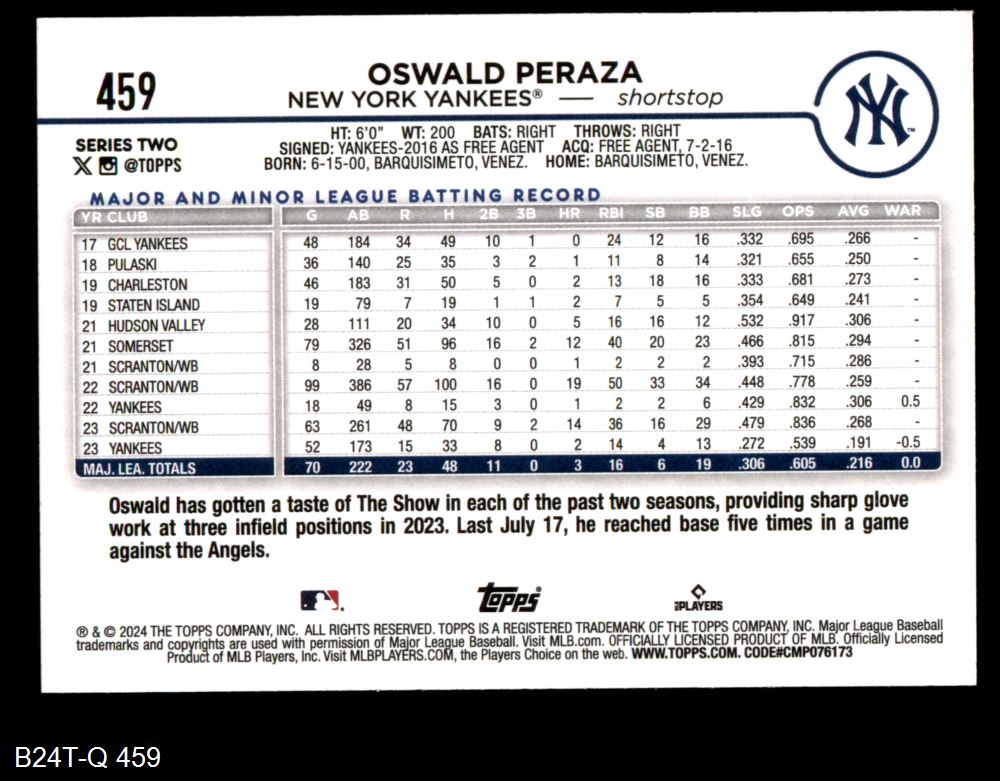 459
OSWALD PERAZA
NEW YORK YANKEES® — shortstop
NY™
SERIES TWO
@TOPPS
HT: 6'0" WT: 200 BATS: RIGHT THROWS: RIGHT
SIGNED: YANKEES-2016 AS FREE AGENT ACQ: FREE AGENT, 7-2-16
BORN: 6-15-00, BARQUISIMETO, VENEZ. HOME: BARQUISIMETO, VENEZ.
MAJOR AND MINOR LEAGUE BATTING RECORD
YR CLUB G AB R H 2B 3B HR RBI SB BB SLG OPS AVG WAR
17 GCL YANKEES 48 184 34 49 10 1 0 24 12 16 .332 .695 .266 -
18 PULASKI 36 140 25 35 3 2 1 11 8 14 .321 .655 .250 -
19 CHARLESTON 46 183 31 50 5 0 2 13 18 16 .333 .681 .273 -
19 STATEN ISLAND 19 79 7 19 1 1 2 7 5 5 .354 .649 .241 -
21 HUDSON VALLEY 28 111 20 34 10 0 5 16 16 12 .532 .917 .306 -
21 SOMERSET 79 326 51 96 16 2 12 40 20 23 .466 .815 .294 -
21 SCRANTON/WB 8 28 5 8 0 0 1 2 2 2 .393 .715 .286 -
22 SCRANTON/WB 99 386 57 100 16 0 19 50 33 34 .448 .778 .259 -
22 YANKEES 18 49 8 15 3 0 1 2 2 6 .429 .832 .306 0.5
23 SCRANTON/WB 63 261 48 70 9 2 14 36 16 29 .479 .836 .268 -
23 YANKEES 52 173 15 33 8 0 2 14 4 13 .272 .539 .191 -0.5
MAJ. LEA. TOTALS 70 222 23 48 11 0 3 16 6 19 .306 .605 .216 0.0
Oswald has gotten a taste of The Show in each of the past two seasons, providing sharp glove
work at three infield positions in 2023. Last July 17, he reached base five times in a game
against the Angels.
Topps®
MLBPLAYERS
® & © 2024 THE TOPPS COMPANY, INC. ALL RIGHTS RESERVED. TOPPS IS A REGISTERED TRADEMARK OF THE TOPPS COMPANY, INC. Major League Baseball
trademarks and copyrights are used with permission of Major League Baseball. Visit MLB.com. OFFICIALLY LICENSED PRODUCT OF MLB. Officially Licensed
Product of MLB Players, Inc. Visit MLBPLAYERS.COM, the Players Choice on the web. WWW.TOPPS.COM. CODE#CMP076173
B24T-Q 459